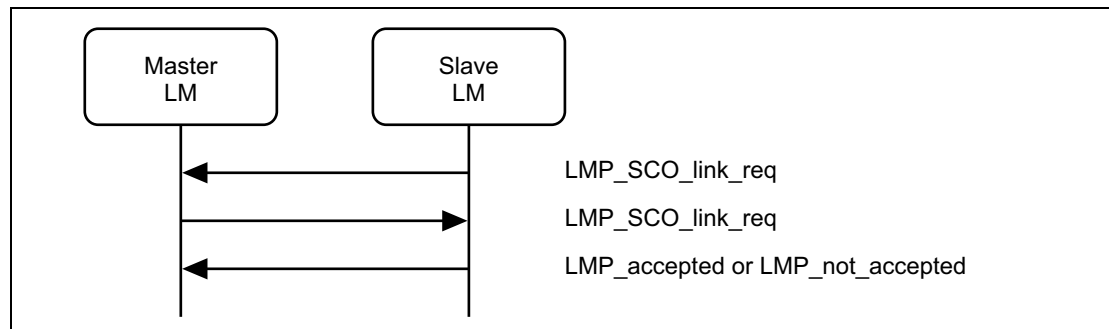 Master
LM
Slave
LM
LMP_SCO_link_req
LMP_SCO_link_req
LMP_accepted or LMP_not_accepted